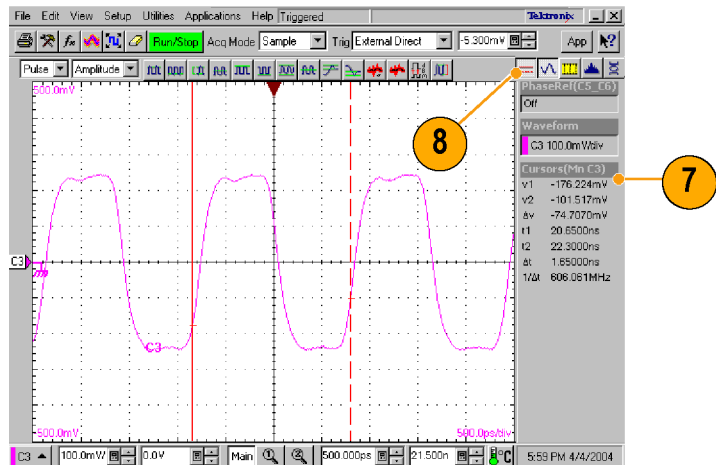 File Edit View Setup Utilities Applications Help Triggered Tektronix
Run/Stop Acq Mode Sample Trig External Direct -5.300mV App
Pulse Amplitude
8
500.0mV
PhaseRef(C5_C6)
Off
Waveform
C3 100.0mV/div
Cursors(Mn C3)
7
v1 -176.224mV
v2 -101.517mV
Δv -74.7070mV
t1 20.6500ns
t2 22.3000ns
Δt 1.65000ns
1/Δt 606.061MHz
C3
C3
-500.0mV 500.0ps/div
C3 100.0mV 0.0V Main 1 2 500.000ps 21.500n °C 5:59 PM 4/4/2004